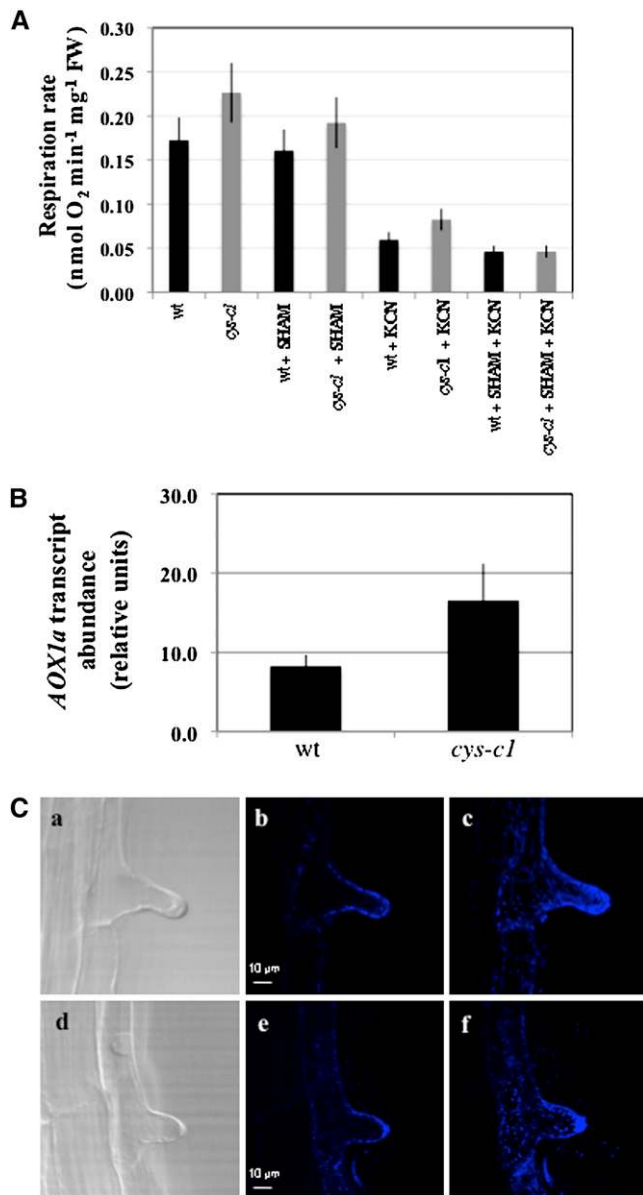 A
Respiration rate
(nmol O₂ min⁻¹ mg⁻¹ FW)
0.30
0.25
0.20
0.15
0.10
0.05
0.00
wt
cys-c1
wt + SHAM
cys-c1 + SHAM
wt + KCN
cys-c1 + KCN
wt + SHAM + KCN
cys-c1 + SHAM + KCN
B
AOX1a transcript
abundance
(relative units)
30.0
20.0
10.0
0.0
wt
cys-c1
C
a
b
c
10 µm
d
e
f
10 µm